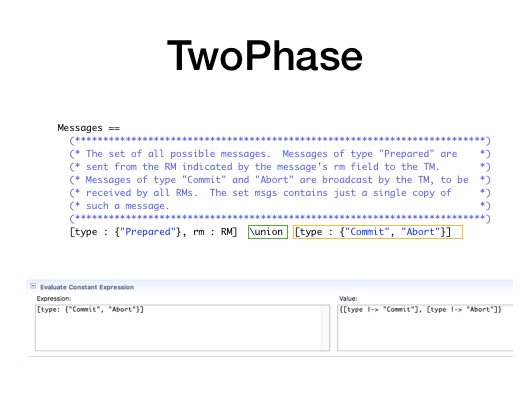 TwoPhase
Messages ==
(*************************************************************************)
(* The set of all possible messages.  Messages of type "Prepared" are    *)
(* sent from the RM indicated by the message's rm field to the TM.       *)
(* Messages of type "Commit" and "Abort" are broadcast by the TM, to be  *)
(* received by all RMs.  The set msgs contains just a single copy of     *)
(* such a message.                                                       *)
(*************************************************************************)
[type : {"Prepared"}, rm : RM]  \union  [type : {"Commit", "Abort"}]
Evaluate Constant Expression
Expression:
[type: {"Commit", "Abort"}]
Value:
{[type |-> "Commit"], [type |-> "Abort"]}